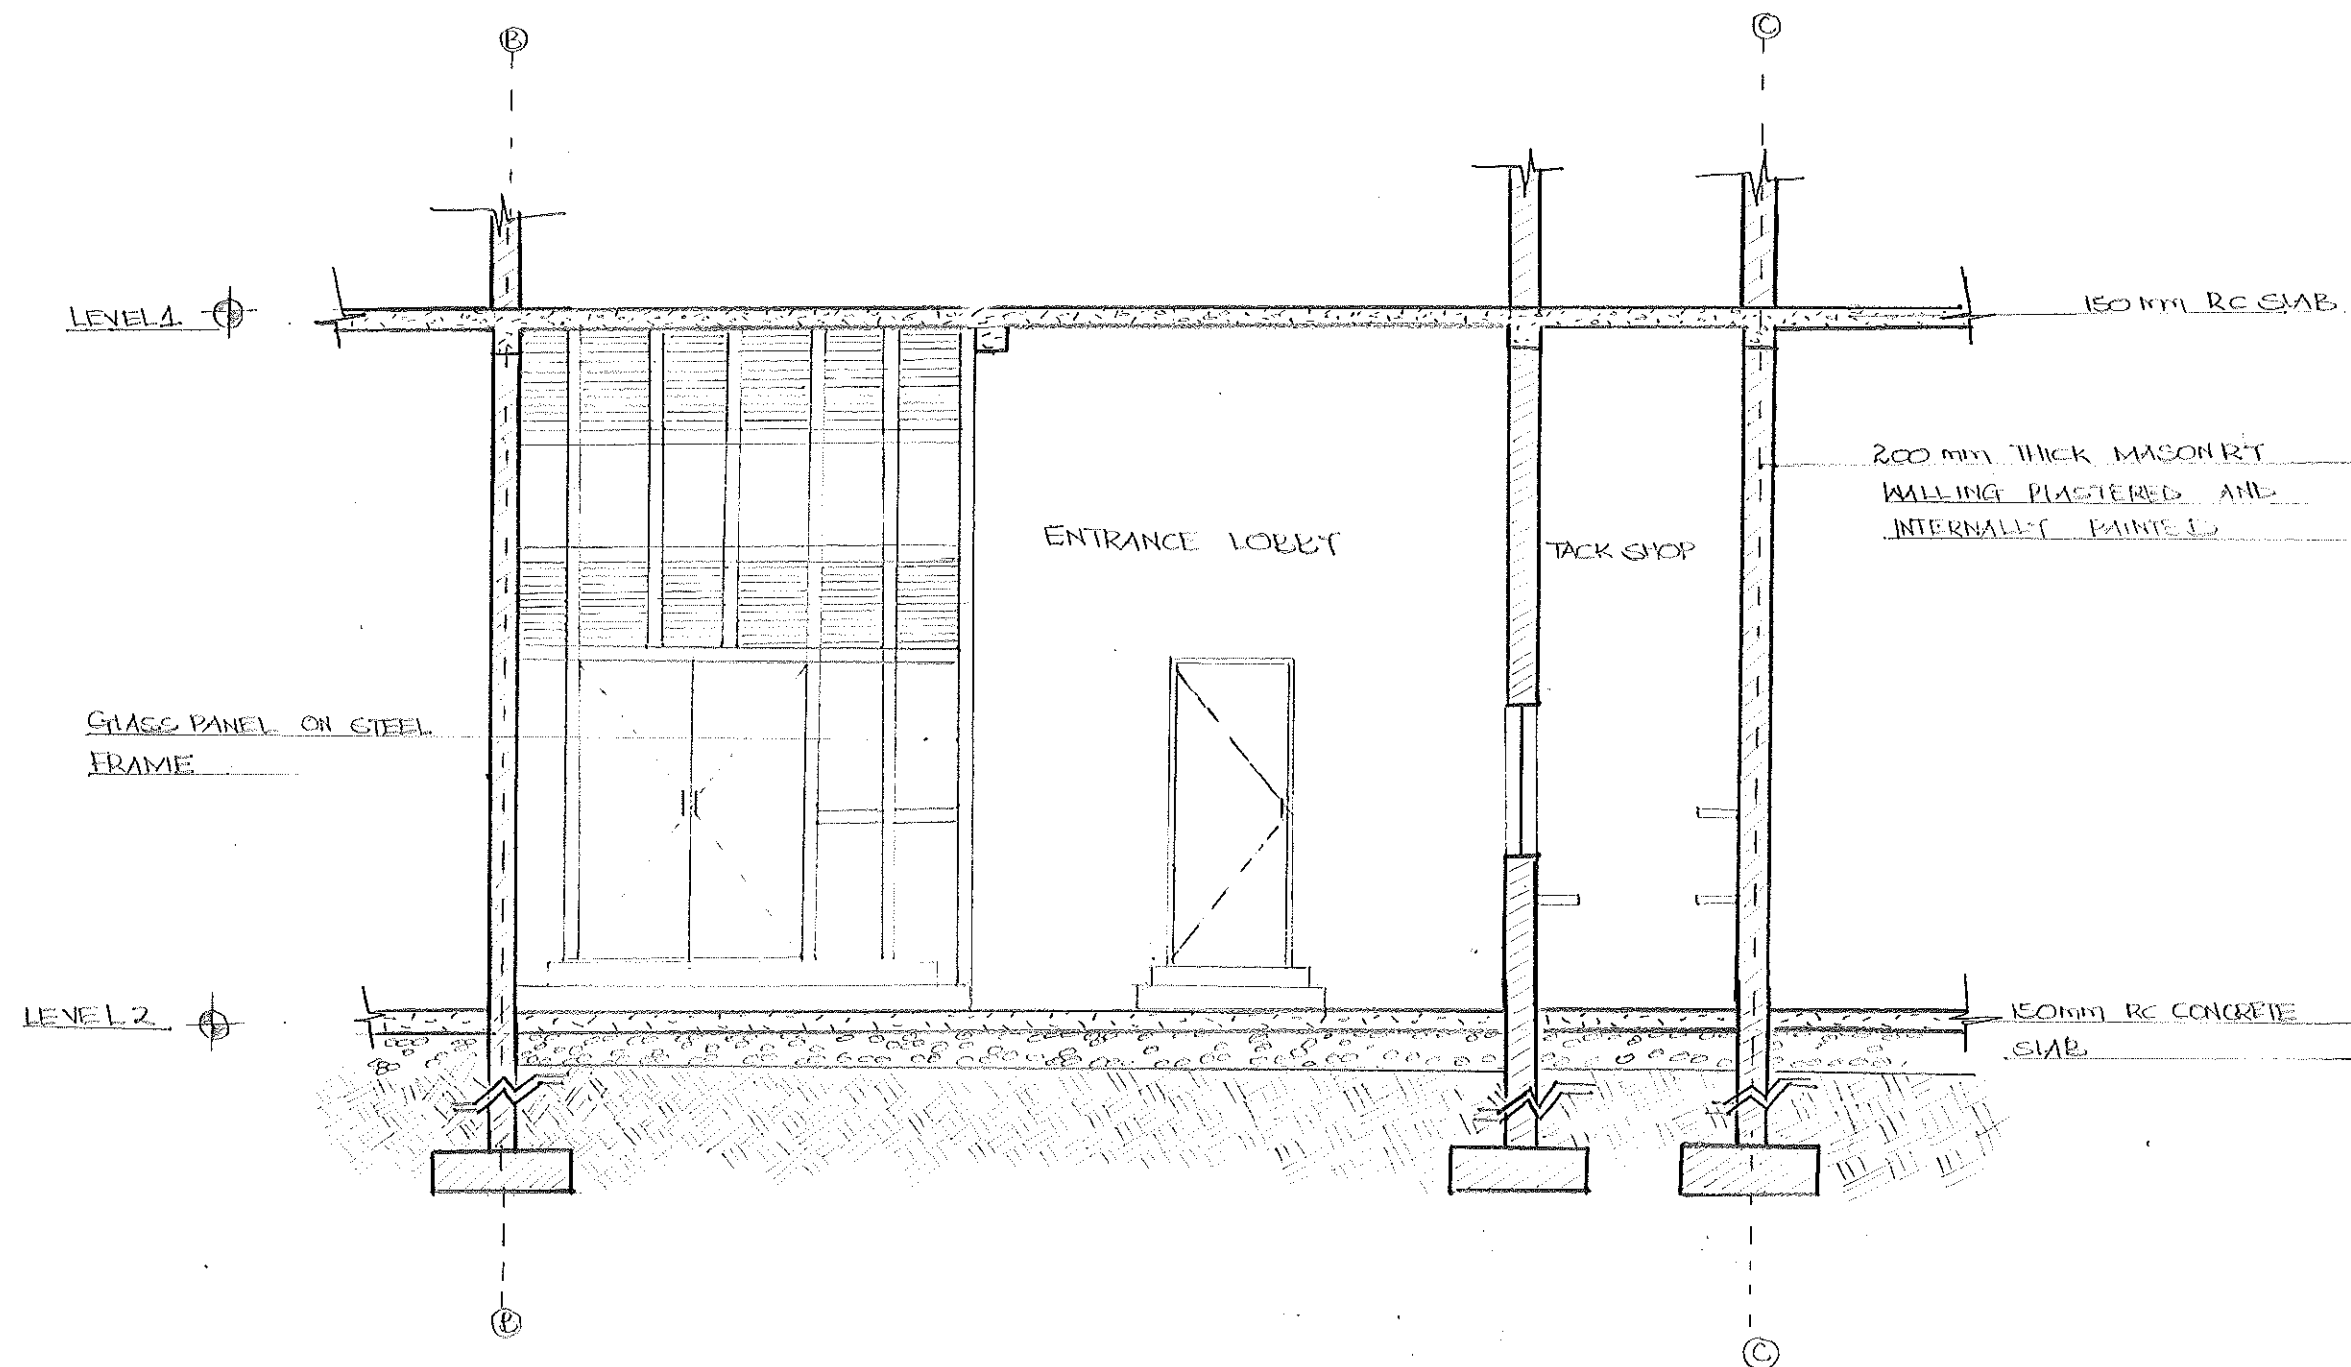 B
C
LEVEL 1
150 mm RC SLAB
200 mm THICK MASONRY
WALLING PLASTERED AND
INTERNALLY PAINTED
ENTRANCE LOBBY
TACK SHOP
GLASS PANEL ON STEEL
FRAME
LEVEL 2
150mm RC CONCRETE
SLAB
B
C